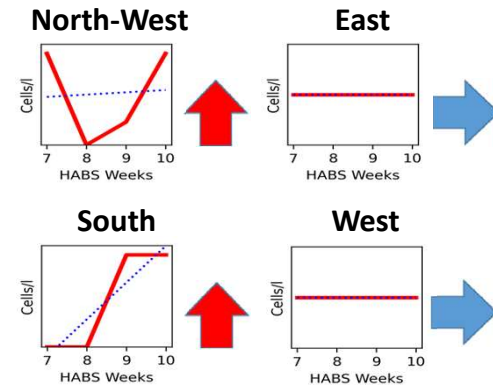 North-West
Cells/l
7 8 9 10
HABS Weeks
East
Cells/l
7 8 9 10
HABS Weeks
South
Cells/l
7 8 9 10
HABS Weeks
West
Cells/l
7 8 9 10
HABS Weeks